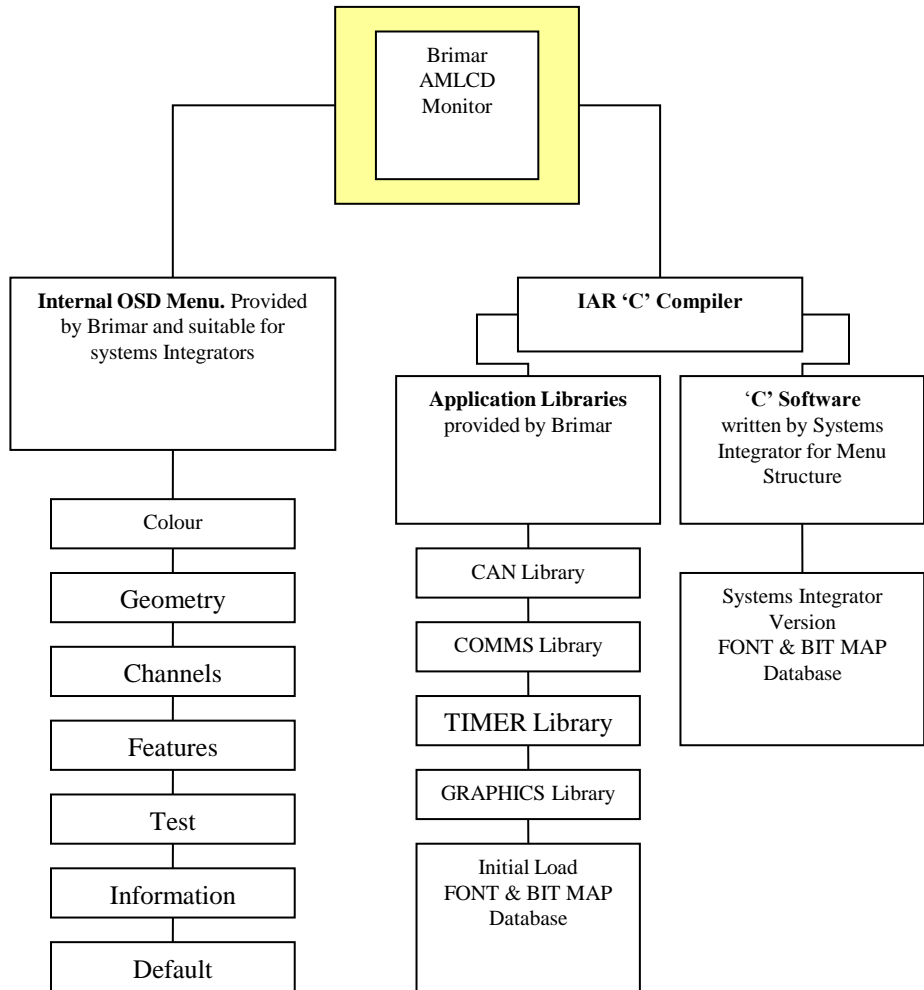 Brimar
AMLCD
Monitor
Internal OSD Menu. Provided
by Brimar and suitable for
systems Integrators
IAR ‘C’ Compiler
Application Libraries
provided by Brimar
‘C’ Software
written by Systems
Integrator for Menu
Structure
Colour
Geometry
Channels
Features
Test
Information
Default
CAN Library
COMMS Library
TIMER Library
GRAPHICS Library
Initial Load
FONT & BIT MAP
Database
Systems Integrator
Version
FONT & BIT MAP
Database